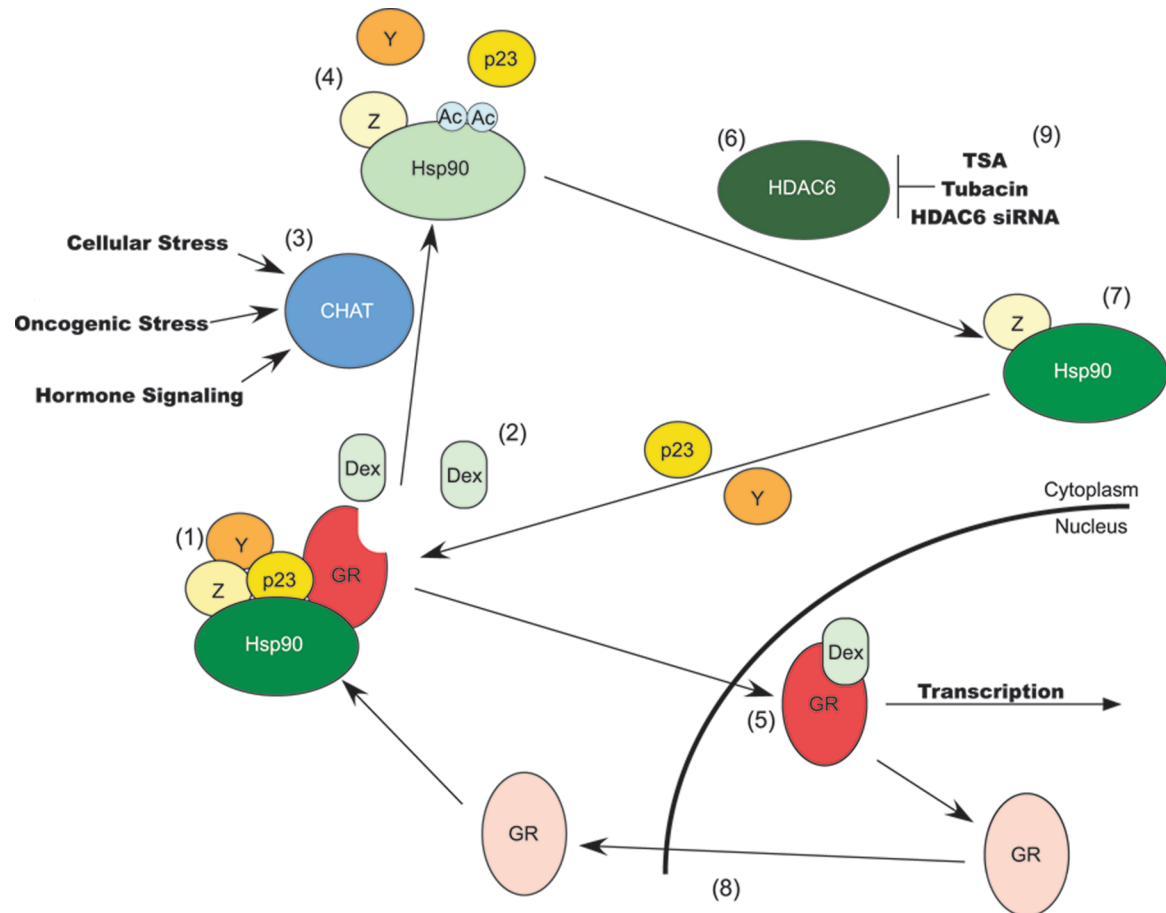 Y
p23
(4)
Z
Ac Ac
Hsp90
(6)
HDAC6
(9)
TSA
Tubacin
HDAC6 siRNA
Cellular Stress
(3)
Oncogenic Stress
CHAT
Hormone Signaling
(7)
Z
Hsp90
(2)
Dex
Dex
p23
Y
Cytoplasm
Nucleus
(1)
Y
Z
p23
GR
Hsp90
Dex
GR
(5)
Transcription
GR
GR
(8)